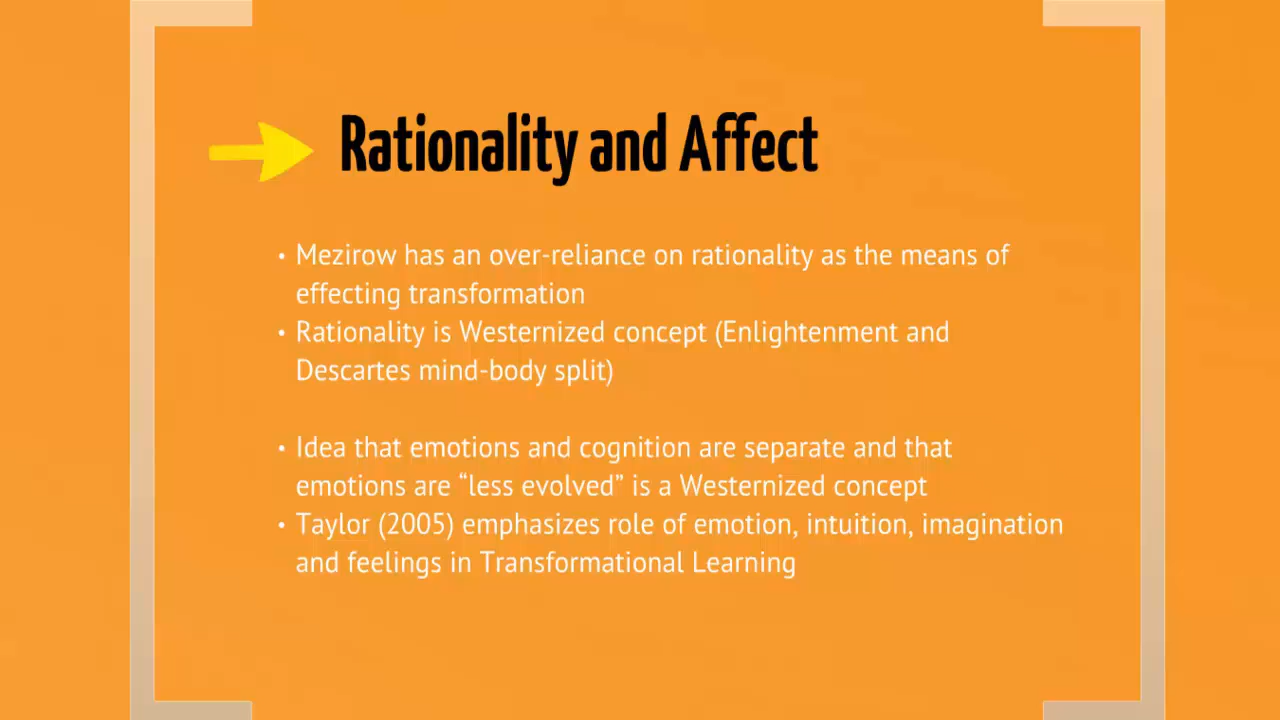 Rationality and Affect
• Mezirow has an over-reliance on rationality as the means of
effecting transformation
• Rationality is Westernized concept (Enlightenment and
Descartes mind-body split)
• Idea that emotions and cognition are separate and that
emotions are “less evolved” is a Westernized concept
• Taylor (2005) emphasizes role of emotion, intuition, imagination
and feelings in Transformational Learning